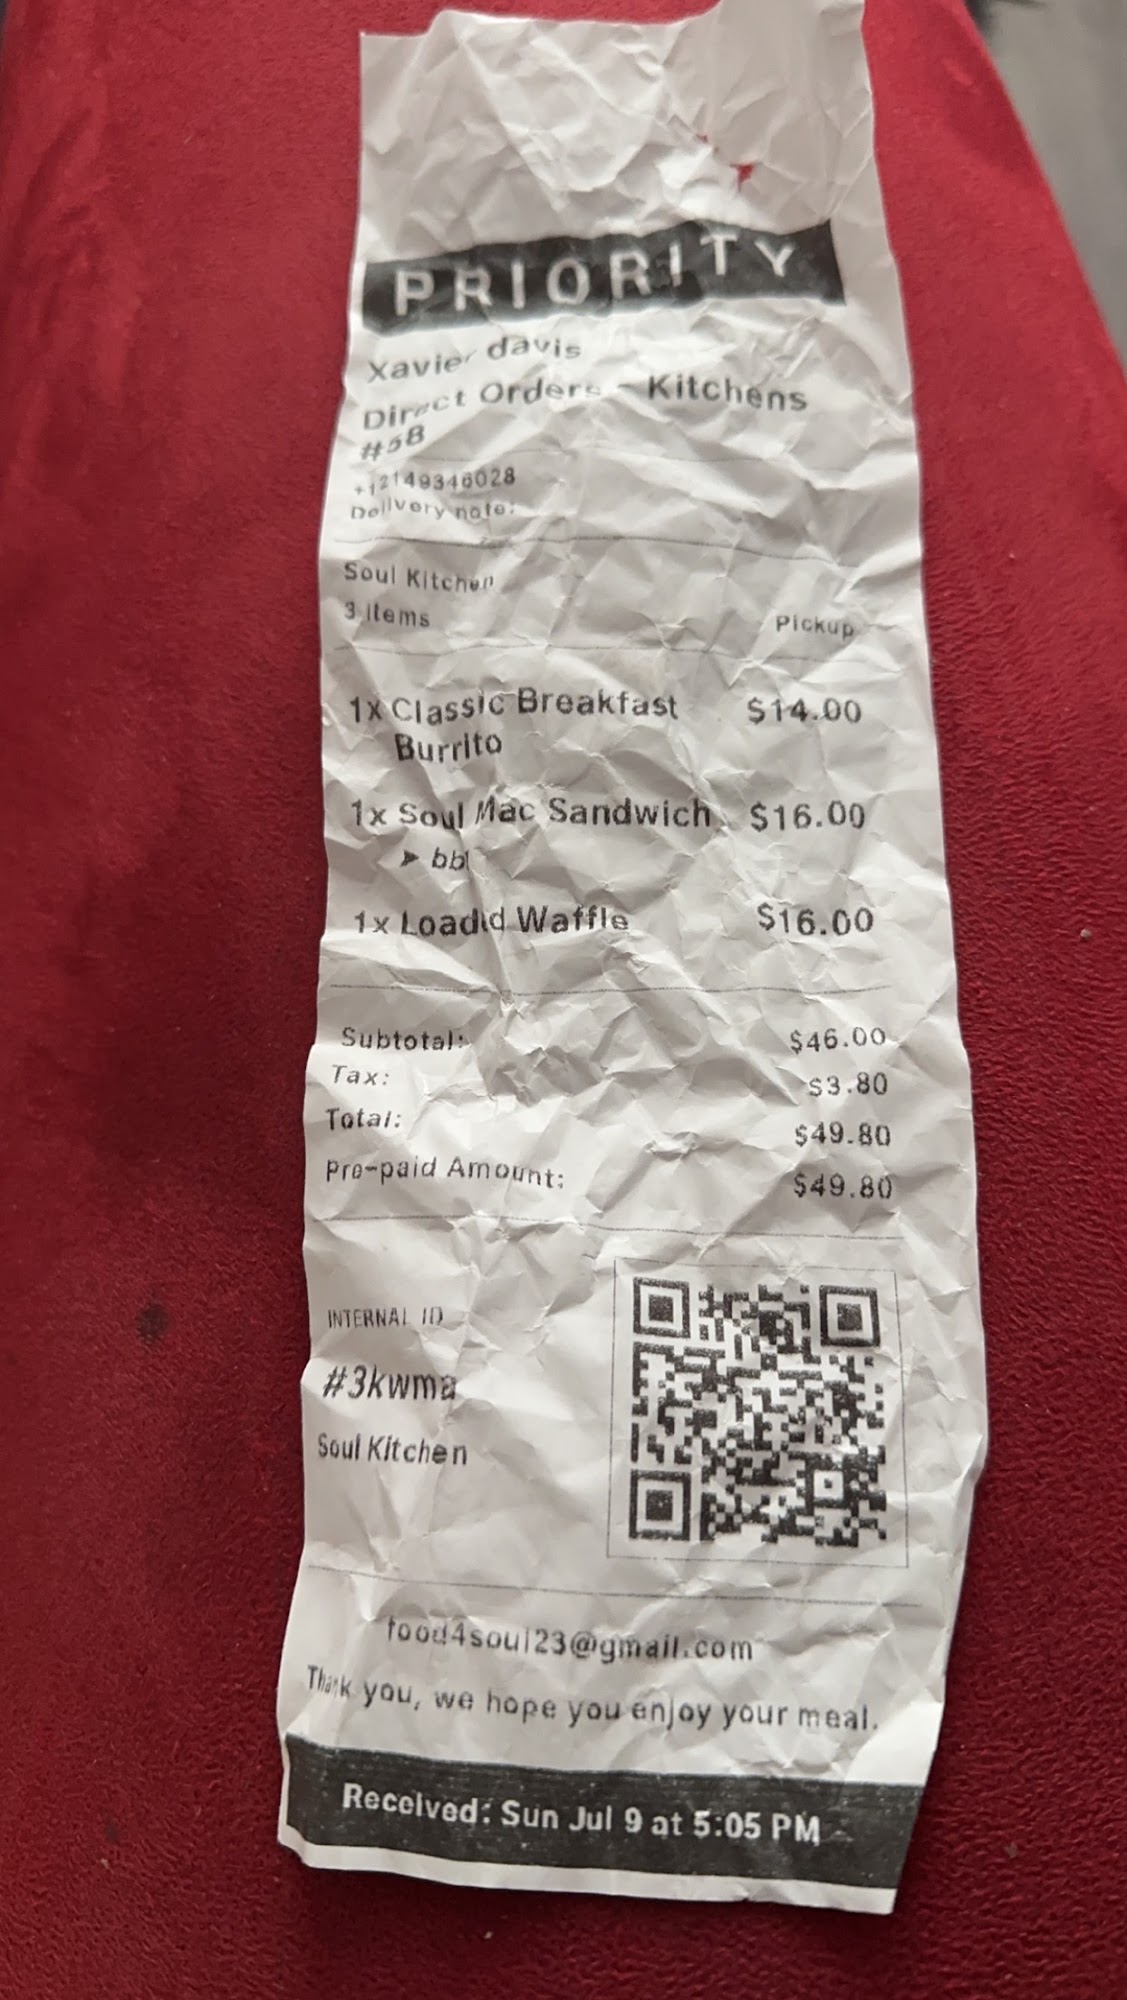 PRIORITY
Xavier davis
Direct Orders - Kitchens
#58
+12149346028
Delivery note:
Soul Kitchen
3 items
Pickup
1x Classic Breakfast $14.00
Burrito
1x Soul Mac Sandwich $16.00
➤ bbl
1x Loadd Waffle $16.00
Subtotal: $46.00
Tax: $3.80
Total: $49.80
Pre-paid Amount: $49.80
INTERNAL ID
#3kwma
Soul Kitchen
food4soul23@gmail.com
Thank you, we hope you enjoy your meal.
Received: Sun Jul 9 at 5:05 PM